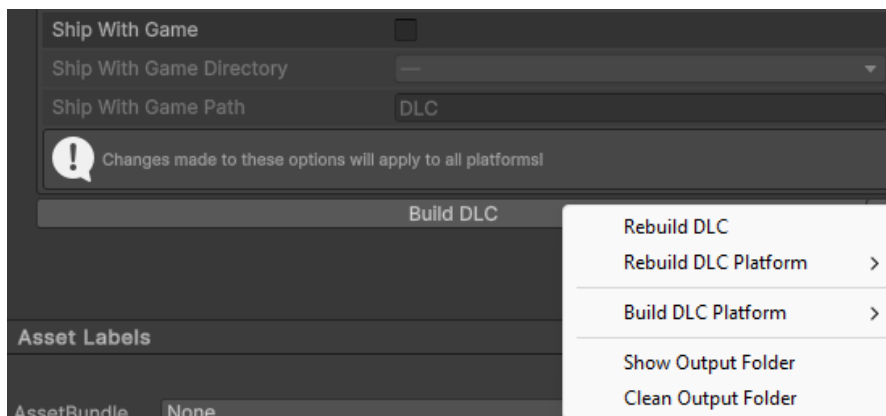 Ship With Game
Ship With Game Directory —
Ship With Game Path DLC
Changes made to these options will apply to all platforms!
Build DLC
Rebuild DLC
Rebuild DLC Platform
Build DLC Platform
Show Output Folder
Clean Output Folder
Asset Labels
AssetBundle None